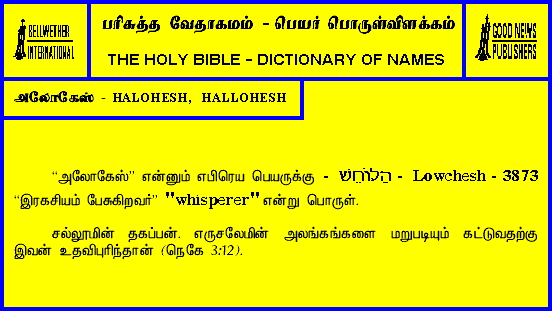 BELLWETHER
INTERNATIONAL
பரிசுத்த வேதாகமம் - பெயர் பொருள்விளக்கம்
THE HOLY BIBLE - DICTIONARY OF NAMES
GOOD NEWS
PUBLISHERS
அலோகேஸ் - HALOHESH, HALLOHESH
“அலோகேஸ்” என்னும் எபிரெய பெயருக்கு - הַלּוֹחֵשׁ - Lowchesh - 3873
“இரகசியம் பேசுகிறவர்” "whisperer" என்று பொருள்.
சல்லூமின் தகப்பன். எருசலேமின் அலங்கங்களை மறுபடியும் கட்டுவதற்கு
இவன் உதவிபுரிந்தான் (நெகே 3:12).